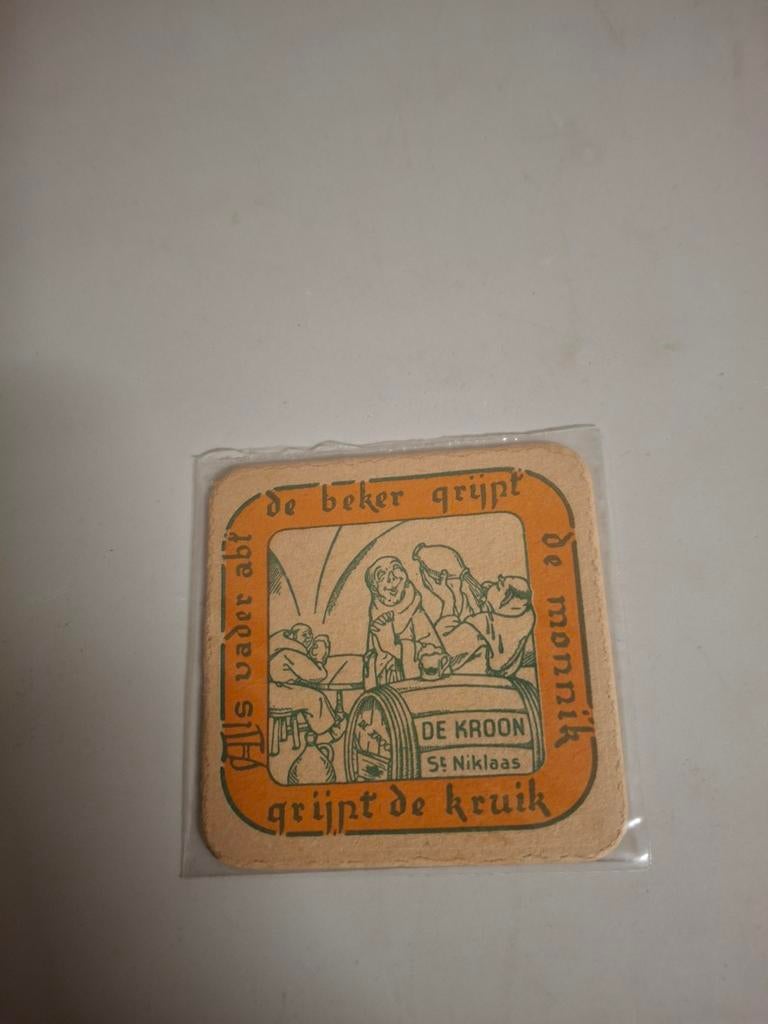 Als vader abt
de beker grijpt
de monnik
grijpt de kruik
DE KROON
St Niklaas